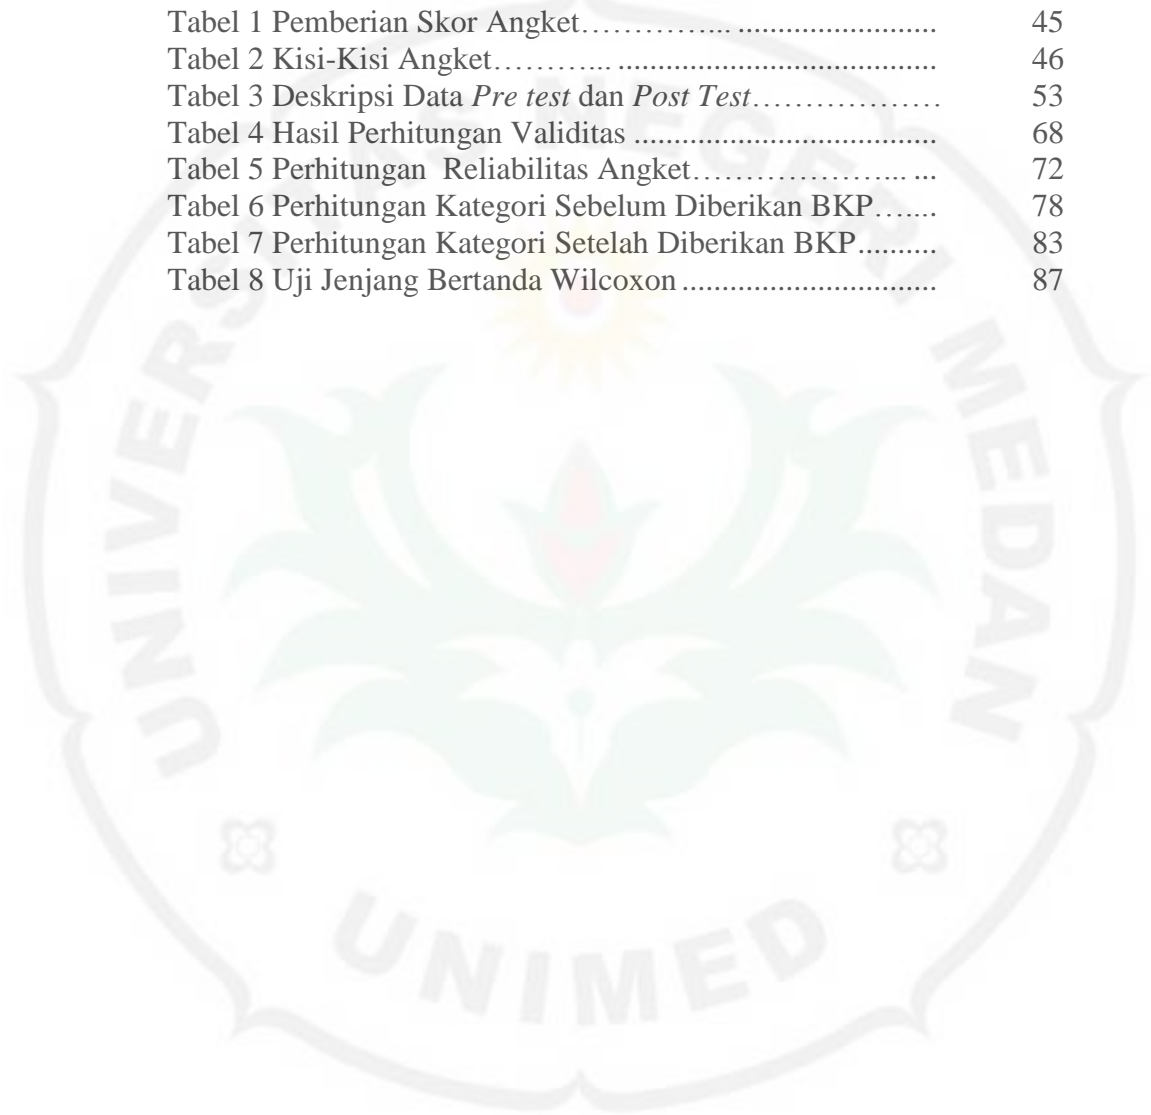 Tabel 1 Pemberian Skor Angket………….... ........................ 45
Tabel 2 Kisi-Kisi Angket………... ...................................... 46
Tabel 3 Deskripsi Data Pre test dan Post Test……………… 53
Tabel 4 Hasil Perhitungan Validitas .................................... 68
Tabel 5 Perhitungan  Reliabilitas Angket………………... ... 72
Tabel 6 Perhitungan Kategori Sebelum Diberikan BKP….... 78
Tabel 7 Perhitungan Kategori Setelah Diberikan BKP.......... 83
Tabel 8 Uji Jenjang Bertanda Wilcoxon .............................. 87
UNIVERSITAS NEGERI MEDAN
UNIMED